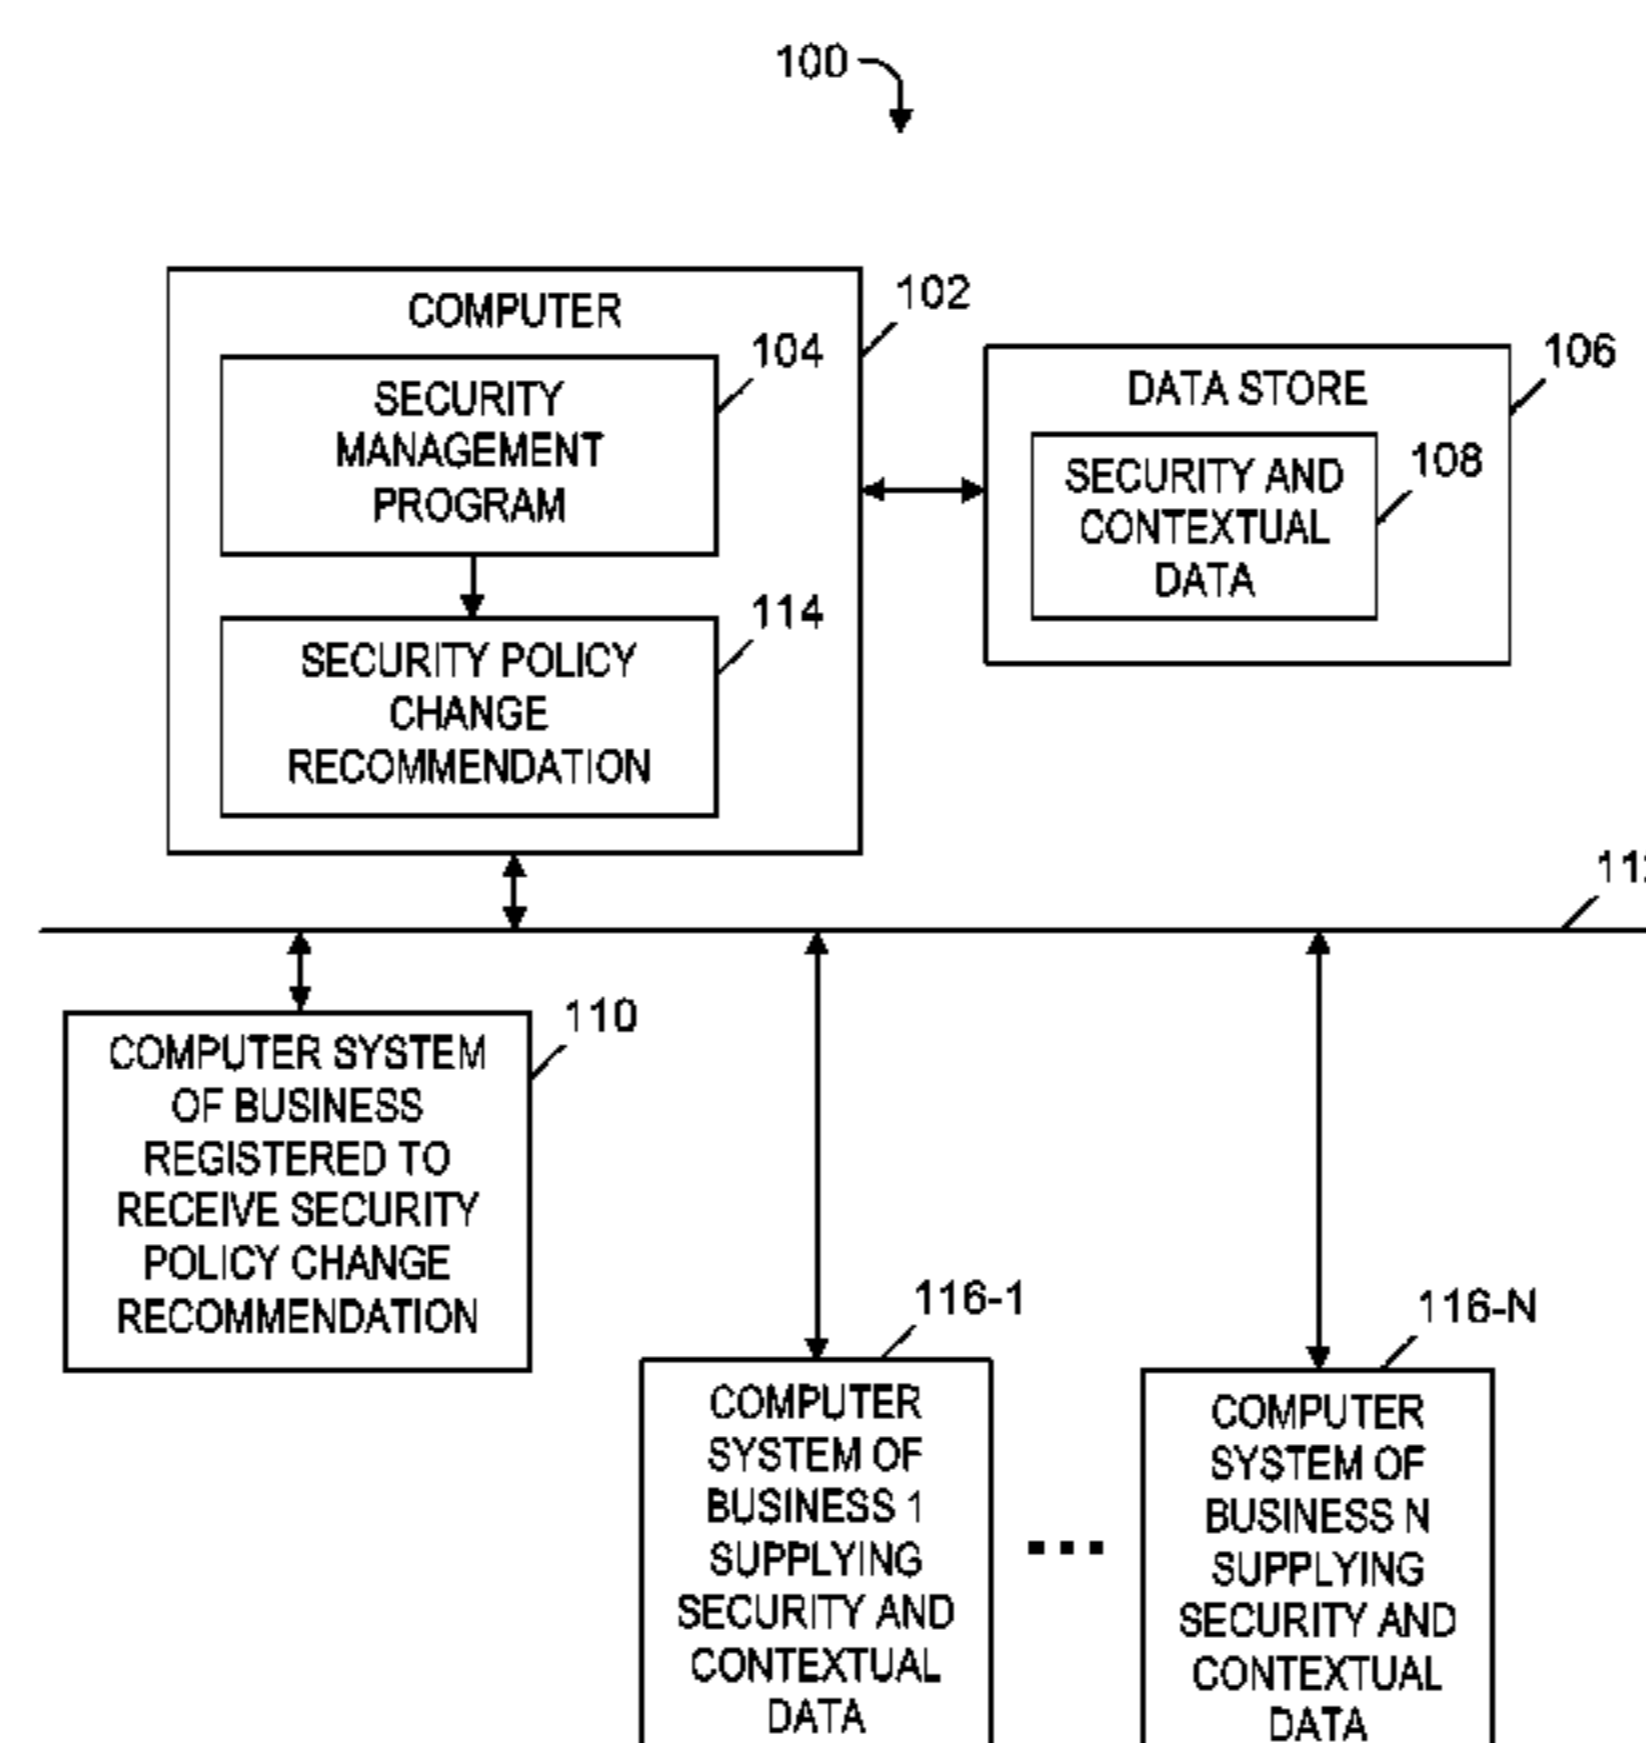 100
COMPUTER
102
104
SECURITY
MANAGEMENT
PROGRAM
114
SECURITY POLICY
CHANGE
RECOMMENDATION
DATA STORE
106
SECURITY AND
CONTEXTUAL
DATA
108
110
COMPUTER SYSTEM
OF BUSINESS
REGISTERED TO
RECEIVE SECURITY
POLICY CHANGE
RECOMMENDATION
116-1
COMPUTER
SYSTEM OF
BUSINESS 1
SUPPLYING
SECURITY AND
CONTEXTUAL
DATA
...
116-N
COMPUTER
SYSTEM OF
BUSINESS N
SUPPLYING
SECURITY AND
CONTEXTUAL
DATA